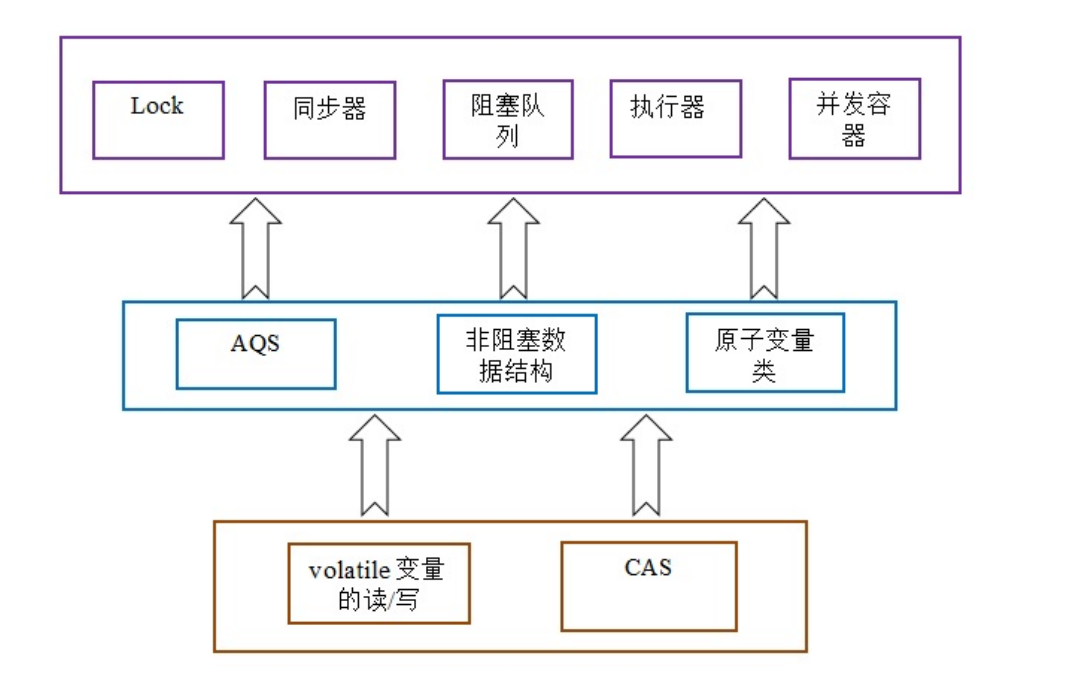 Lock
同步器
阻塞队
列
执行器
并发容
器
AQS
非阻塞数
据结构
原子变量
类
volatile 变量
的读/写
CAS